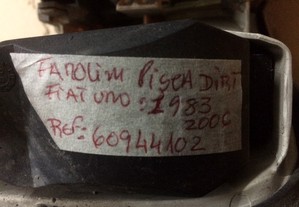 FAROLIM PISCA DIRT
FIAT UNO: 1983
2006
REF: 60944102